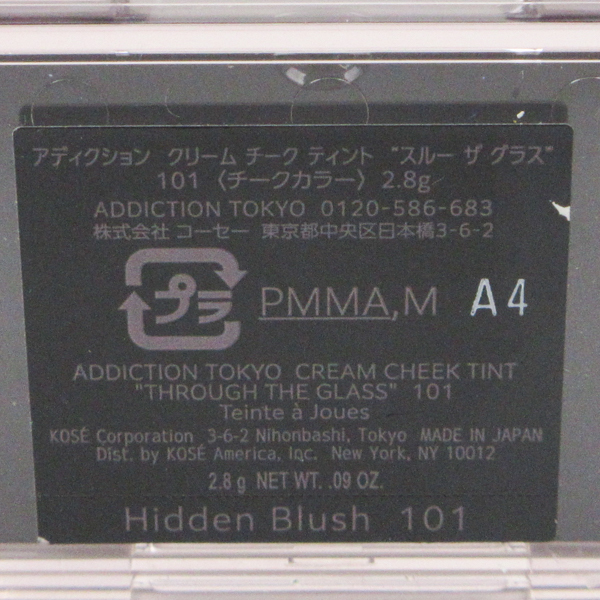 アディクション クリーム チーク ティント "スルー ザ グラス"
101 〈チークカラー〉 2.8g
ADDICTION TOKYO 0120-586-683
株式会社 コーセー 東京都中央区日本橋3-6-2
プラ PMMA,M A4
ADDICTION TOKYO CREAM CHEEK TINT
"THROUGH THE GLASS" 101
Teinte à Joues
KOSÉ Corporation 3-6-2 Nihonbashi, Tokyo MADE IN JAPAN
Dist. by KOSÉ America, Inc. New York, NY 10012
2.8 g NET WT. .09 OZ.
Hidden Blush 101